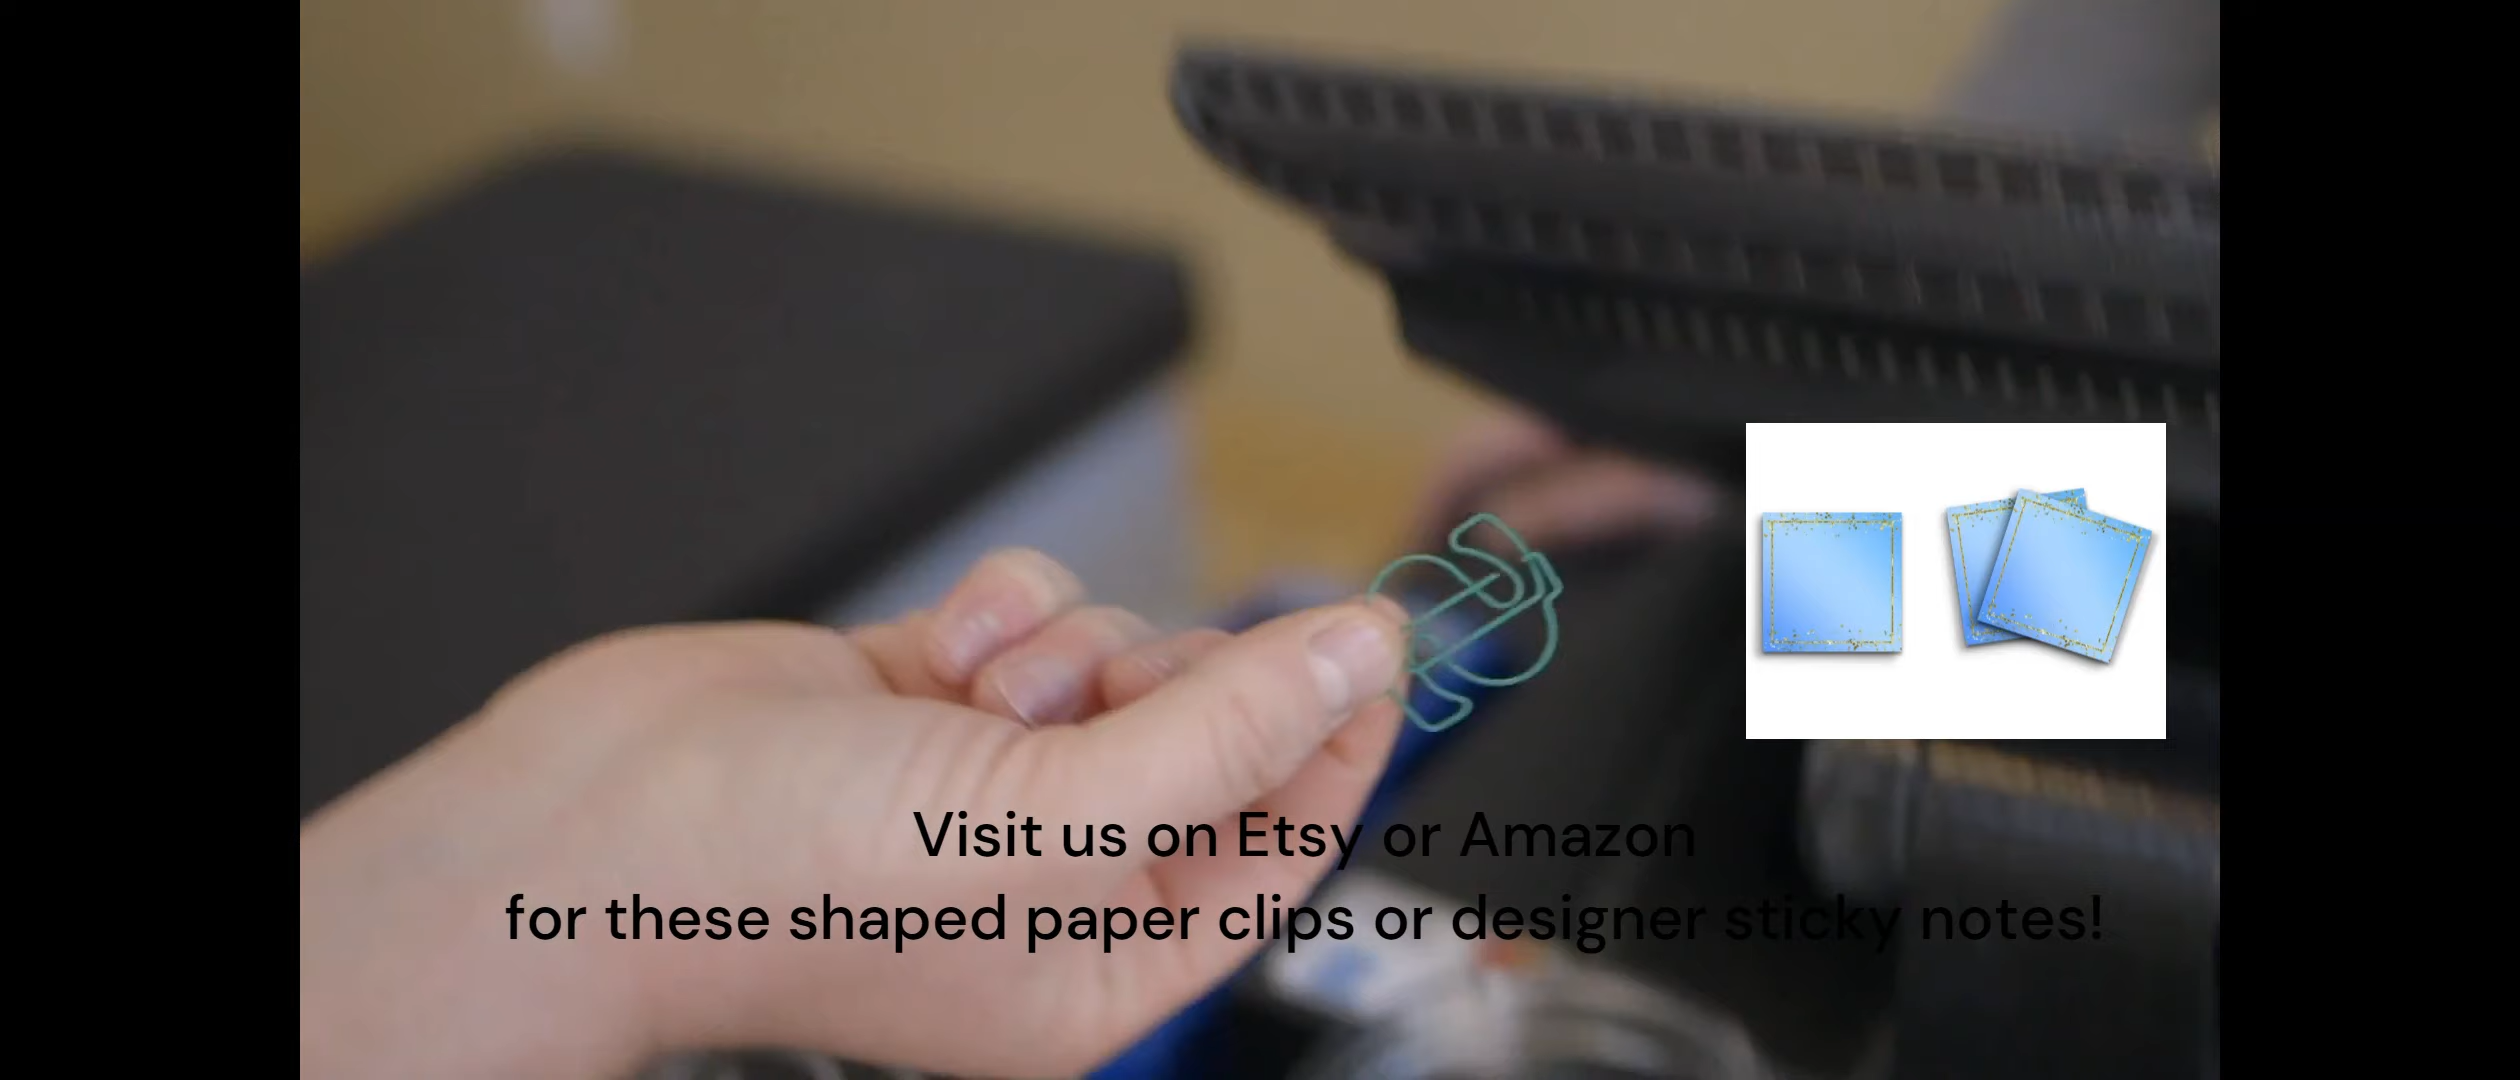 Visit us on Etsy or Amazon
for these shaped paper clips or designer sticky notes!